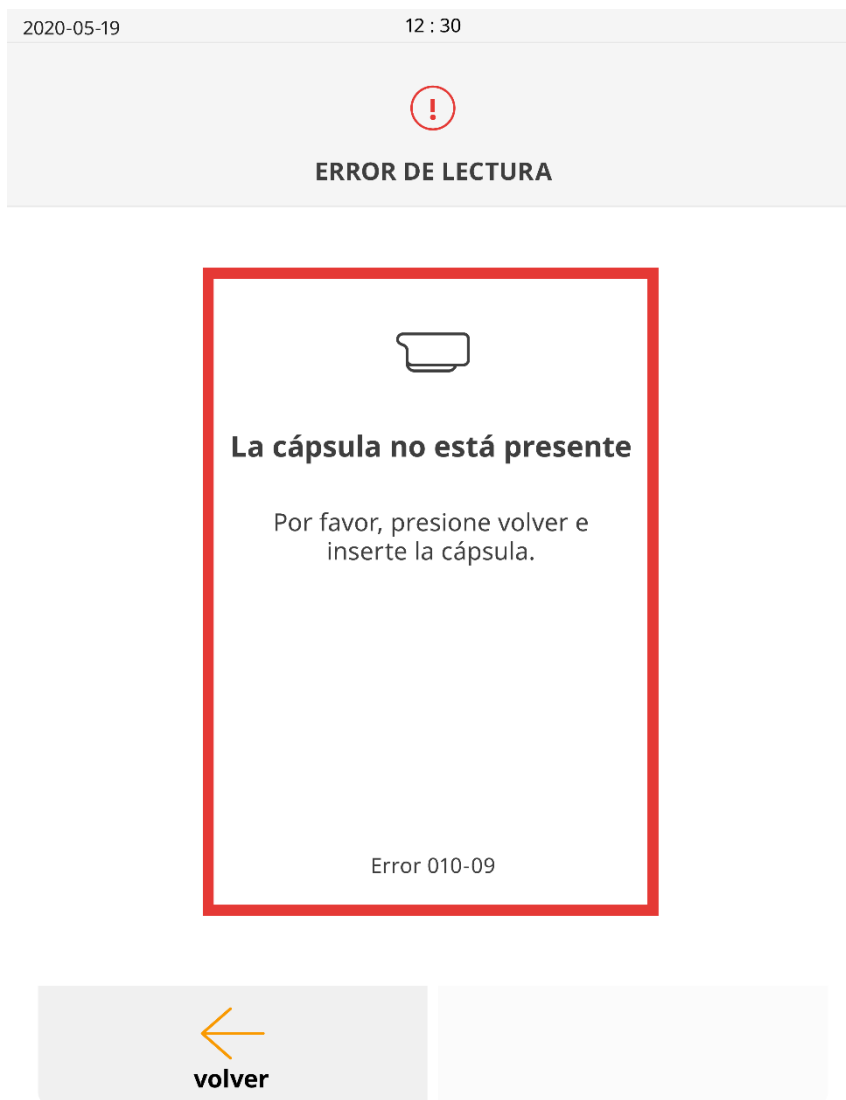 2020-05-19 12 : 30
ERROR DE LECTURA
La cápsula no está presente
Por favor, presione volver e
inserte la cápsula.
Error 010-09
volver